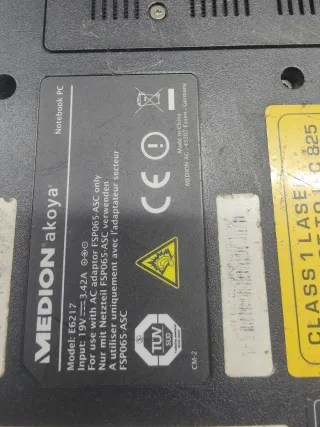 MEDION akoya
Notebook PC
Model: E6217
Input: 19V 3.42A
For use with AC adaptor FSP065-ASC only
Nur mit Netzteil FSP065-ASC verwenden
A utiliser uniquement avec l'adaptateur secteur
FSP065-ASC
CE
Made in China
MEDION AG, 45307 Essen, Germany
TÜV
SÜD
CM-2
CLASS 1 LASE
825